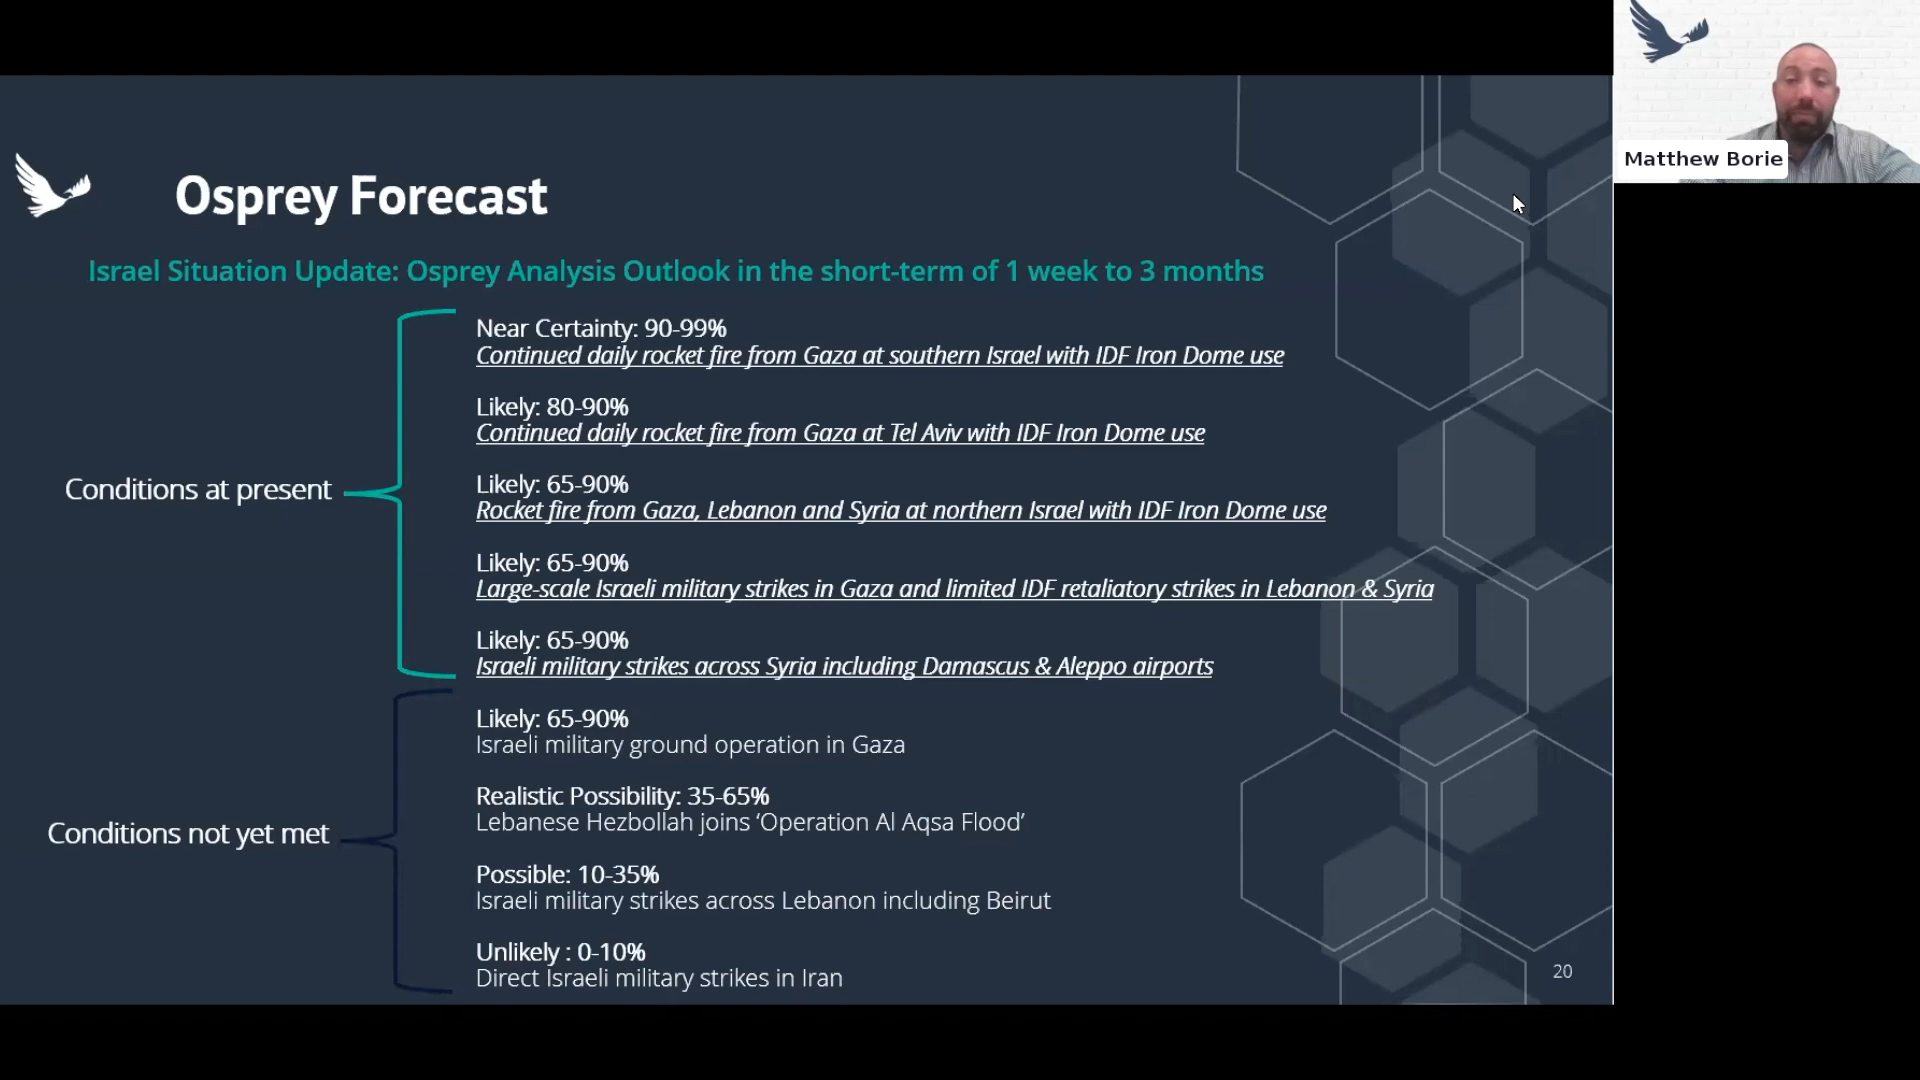 Matthew Borie
Osprey Forecast
Israel Situation Update: Osprey Analysis Outlook in the short-term of 1 week to 3 months
Conditions at present
Near Certainty: 90-99%
Continued daily rocket fire from Gaza at southern Israel with IDF Iron Dome use
Likely: 80-90%
Continued daily rocket fire from Gaza at Tel Aviv with IDF Iron Dome use
Likely: 65-90%
Rocket fire from Gaza, Lebanon and Syria at northern Israel with IDF Iron Dome use
Likely: 65-90%
Large-scale Israeli military strikes in Gaza and limited IDF retaliatory strikes in Lebanon & Syria
Likely: 65-90%
Israeli military strikes across Syria including Damascus & Aleppo airports
Conditions not yet met
Likely: 65-90%
Israeli military ground operation in Gaza
Realistic Possibility: 35-65%
Lebanese Hezbollah joins ‘Operation Al Aqsa Flood’
Possible: 10-35%
Israeli military strikes across Lebanon including Beirut
Unlikely : 0-10%
Direct Israeli military strikes in Iran
20